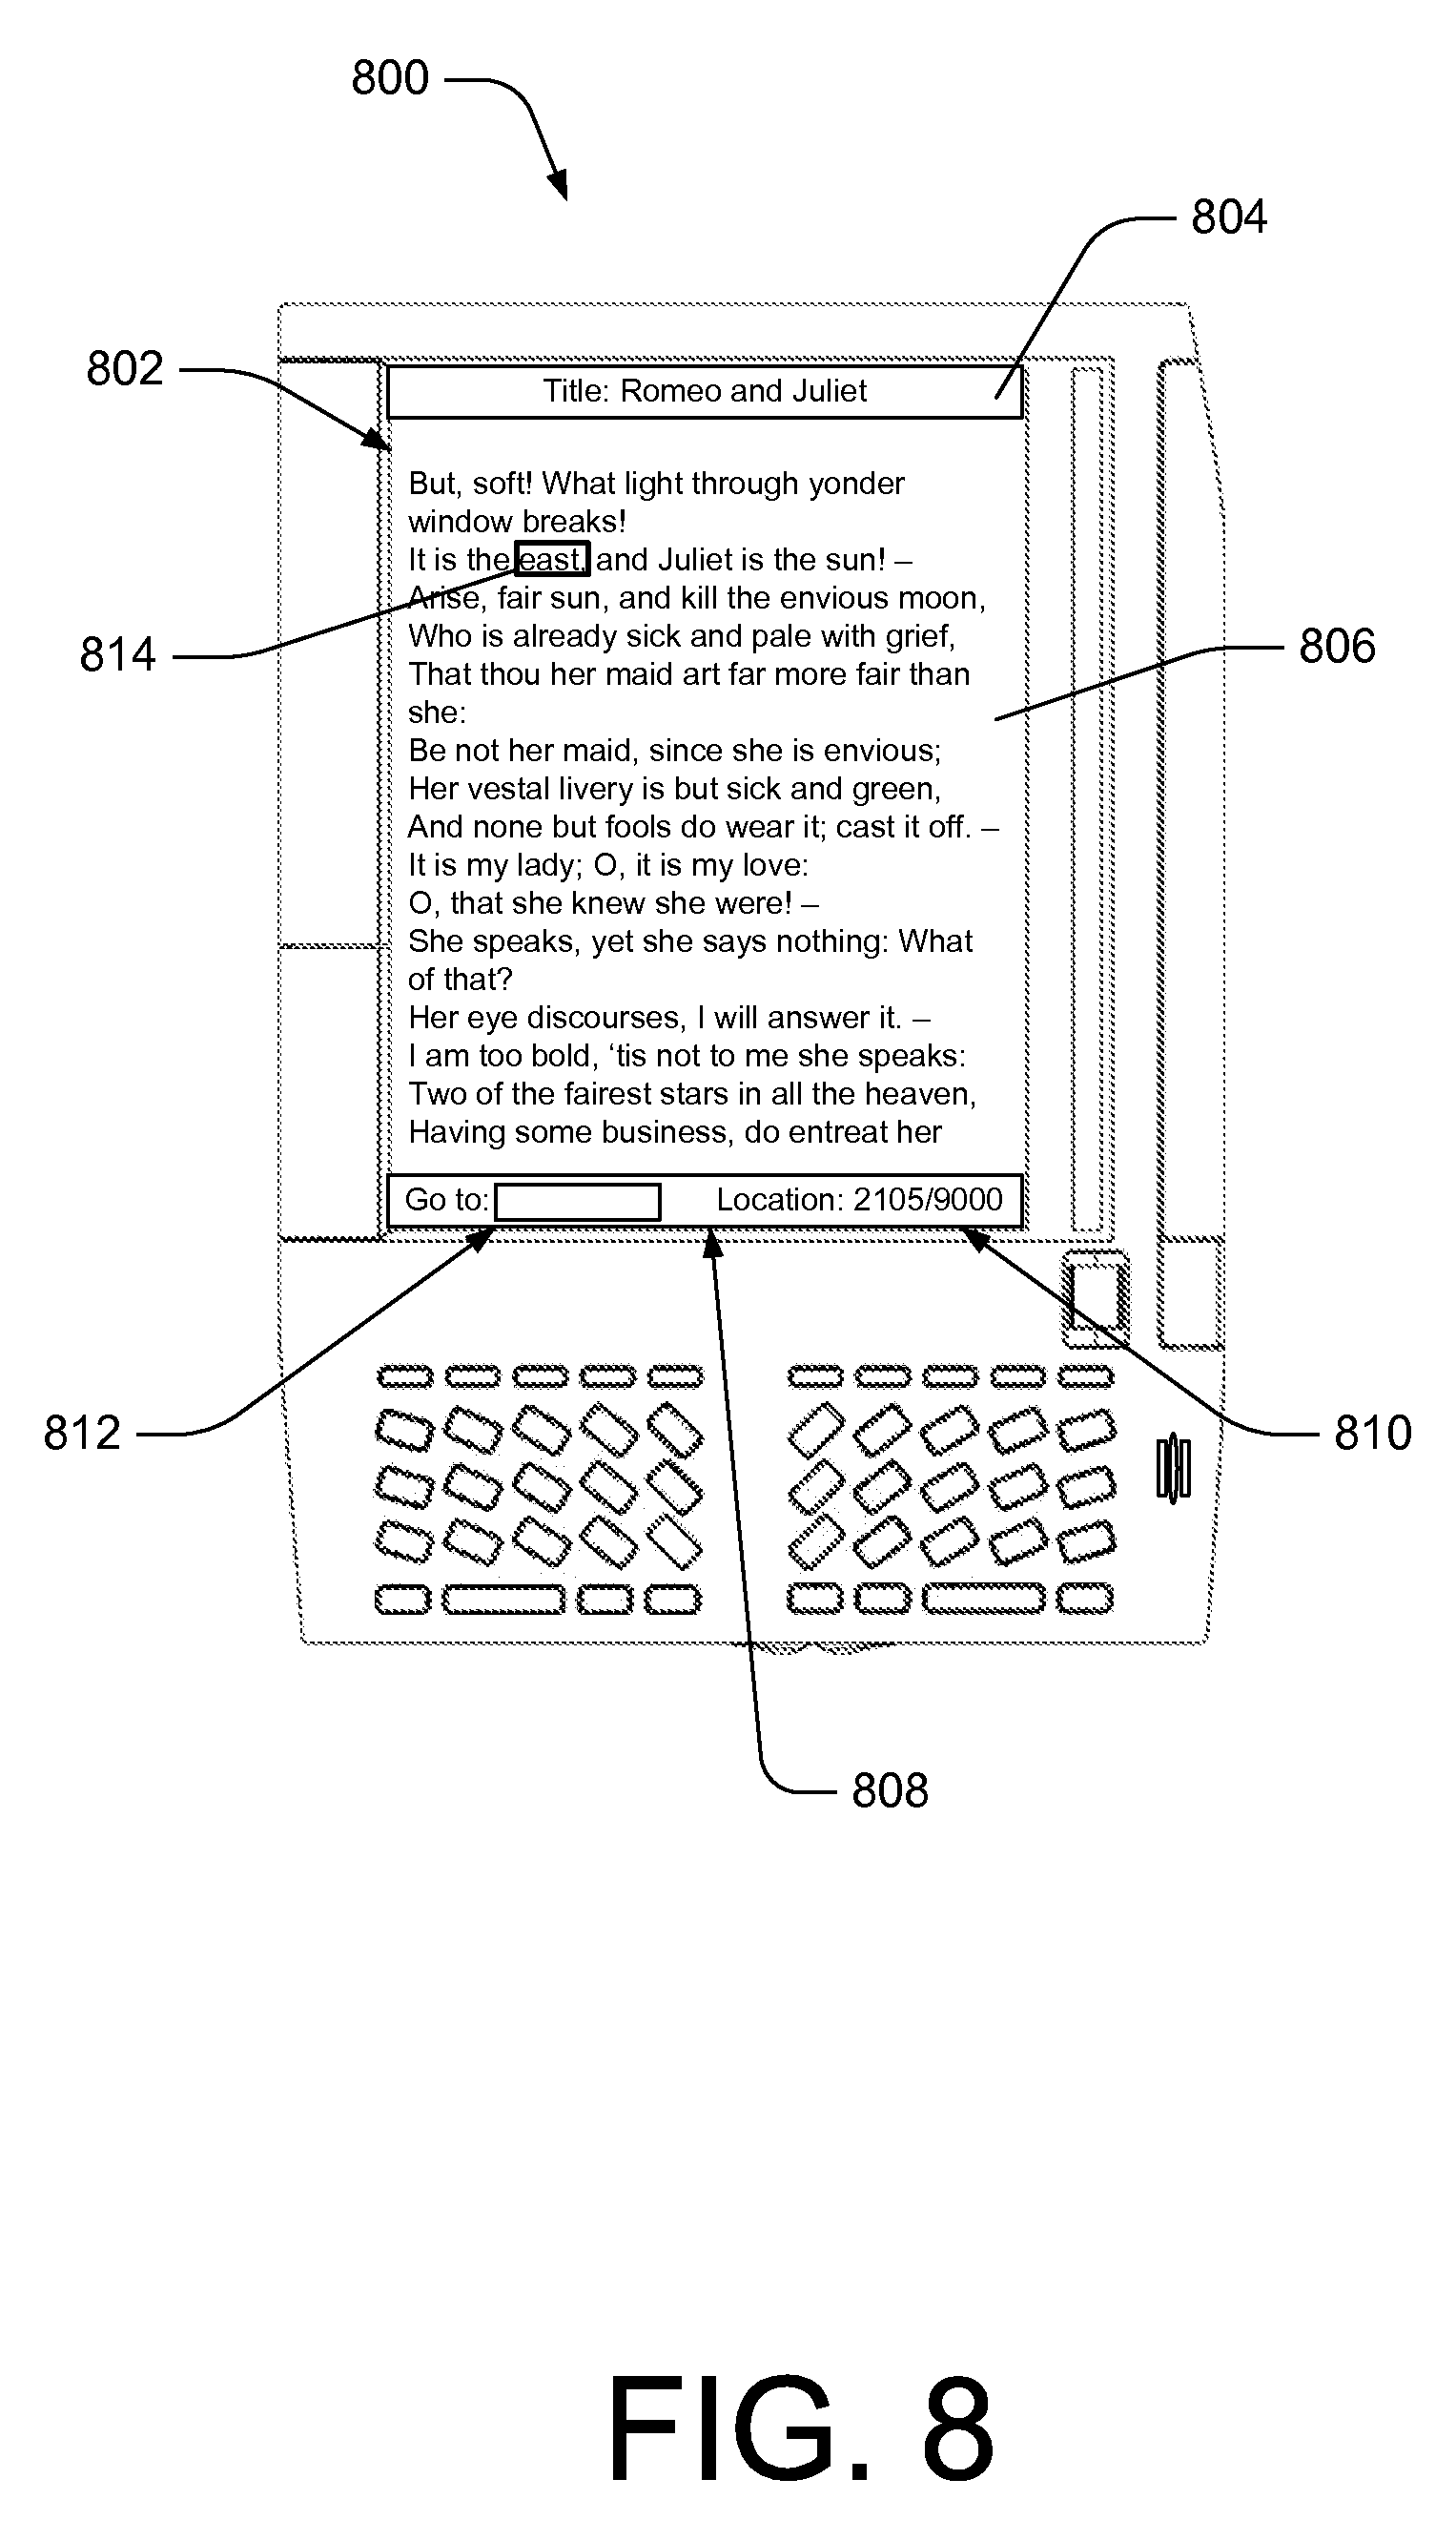 800
804
802
Title: Romeo and Juliet
But, soft! What light through yonder
window breaks!
It is the east, and Juliet is the sun! –
Arise, fair sun, and kill the envious moon,
Who is already sick and pale with grief,
814
806
That thou her maid art far more fair than
she:
Be not her maid, since she is envious;
Her vestal livery is but sick and green,
And none but fools do wear it; cast it off. –
It is my lady; O, it is my love:
O, that she knew she were! –
She speaks, yet she says nothing: What
of that?
Her eye discourses, I will answer it. –
I am too bold, ‘tis not to me she speaks:
Two of the fairest stars in all the heaven,
Having some business, do entreat her
Go to: Location: 2105/9000
812
810
808
FIG. 8